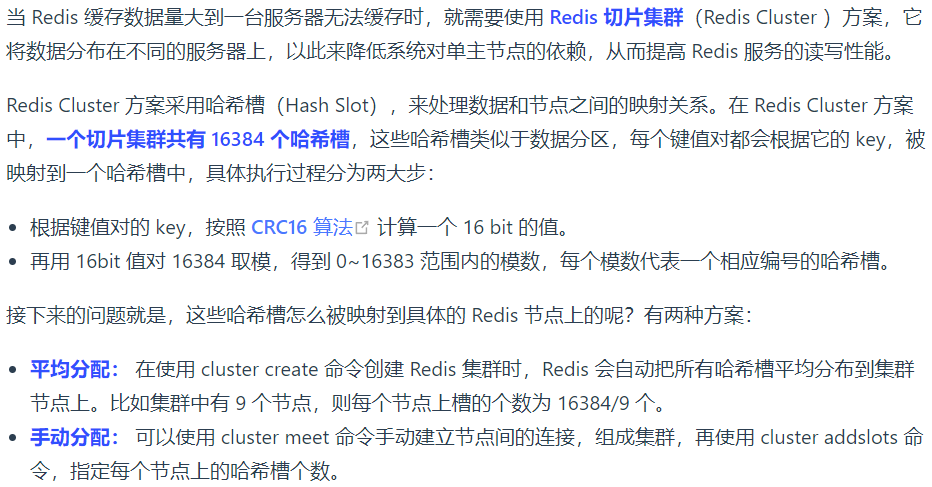 当 Redis 缓存数据量大到一台服务器无法缓存时，就需要使用 Redis 切片集群（Redis Cluster ）方案，它
将数据分布在不同的服务器上，以此来降低系统对单主节点的依赖，从而提高 Redis 服务的读写性能。
Redis Cluster 方案采用哈希槽（Hash Slot），来处理数据和节点之间的映射关系。在 Redis Cluster 方案
中，一个切片集群共有 16384 个哈希槽，这些哈希槽类似于数据分区，每个键值对都会根据它的 key，被
映射到一个哈希槽中，具体执行过程分为两大步：
• 根据键值对的 key，按照 CRC16 算法 计算一个 16 bit 的值。
• 再用 16bit 值对 16384 取模，得到 0~16383 范围内的模数，每个模数代表一个相应编号的哈希槽。
接下来的问题就是，这些哈希槽怎么被映射到具体的 Redis 节点上的呢？有两种方案：
• 平均分配： 在使用 cluster create 命令创建 Redis 集群时，Redis 会自动把所有哈希槽平均分布到集群
节点上。比如集群中有 9 个节点，则每个节点上槽的个数为 16384/9 个。
• 手动分配： 可以使用 cluster meet 命令手动建立节点间的连接，组成集群，再使用 cluster addslots 命
令，指定每个节点上的哈希槽个数。